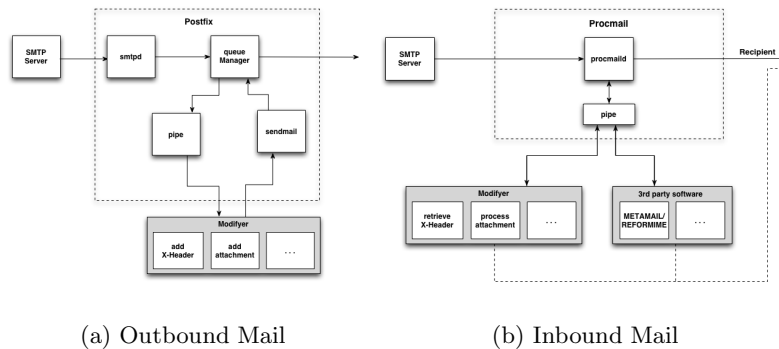 Postfix
SMTP
Server
smtpd
queue
Manager
pipe
sendmail
Modifyer
add
X-Header
add
attachment
...
(a) Outbound Mail
Procmail
SMTP
Server
procmaild
Recipient
pipe
Modifyer
retrieve
X-Header
process
attachment
...
3rd party software
METAMAIL/
REFORMIME
...
(b) Inbound Mail